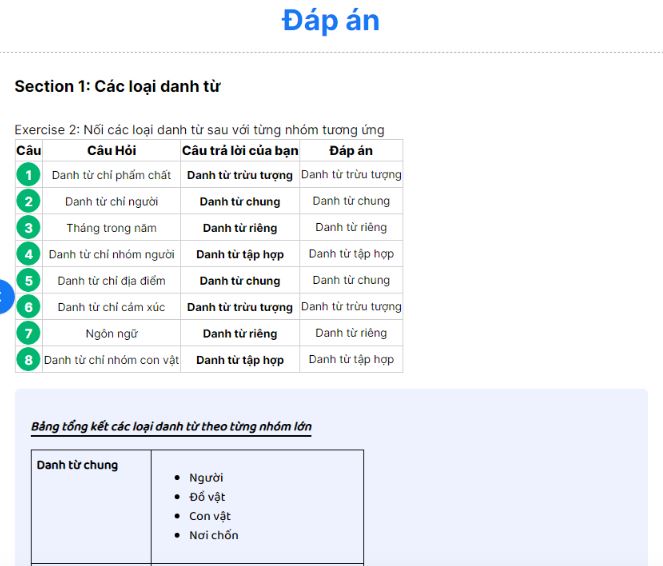 Đáp án
Section 1: Các loại danh từ
Exercise 2: Nối các loại danh từ sau với từng nhóm tương ứng
Câu Câu Hỏi Câu trả lời của bạn Đáp án
1 Danh từ chỉ phẩm chất Danh từ trừu tượng Danh từ trừu tượng
2 Danh từ chỉ người Danh từ chung Danh từ chung
3 Tháng trong năm Danh từ riêng Danh từ riêng
4 Danh từ chỉ nhóm người Danh từ tập hợp Danh từ tập hợp
5 Danh từ chỉ địa điểm Danh từ chung Danh từ chung
6 Danh từ chỉ cảm xúc Danh từ trừu tượng Danh từ trừu tượng
7 Ngôn ngữ Danh từ riêng Danh từ riêng
8 Danh từ chỉ nhóm con vật Danh từ tập hợp Danh từ tập hợp
Bảng tổng kết các loại danh từ theo từng nhóm lớn
Danh từ chung
Người
Đồ vật
Con vật
Nơi chốn